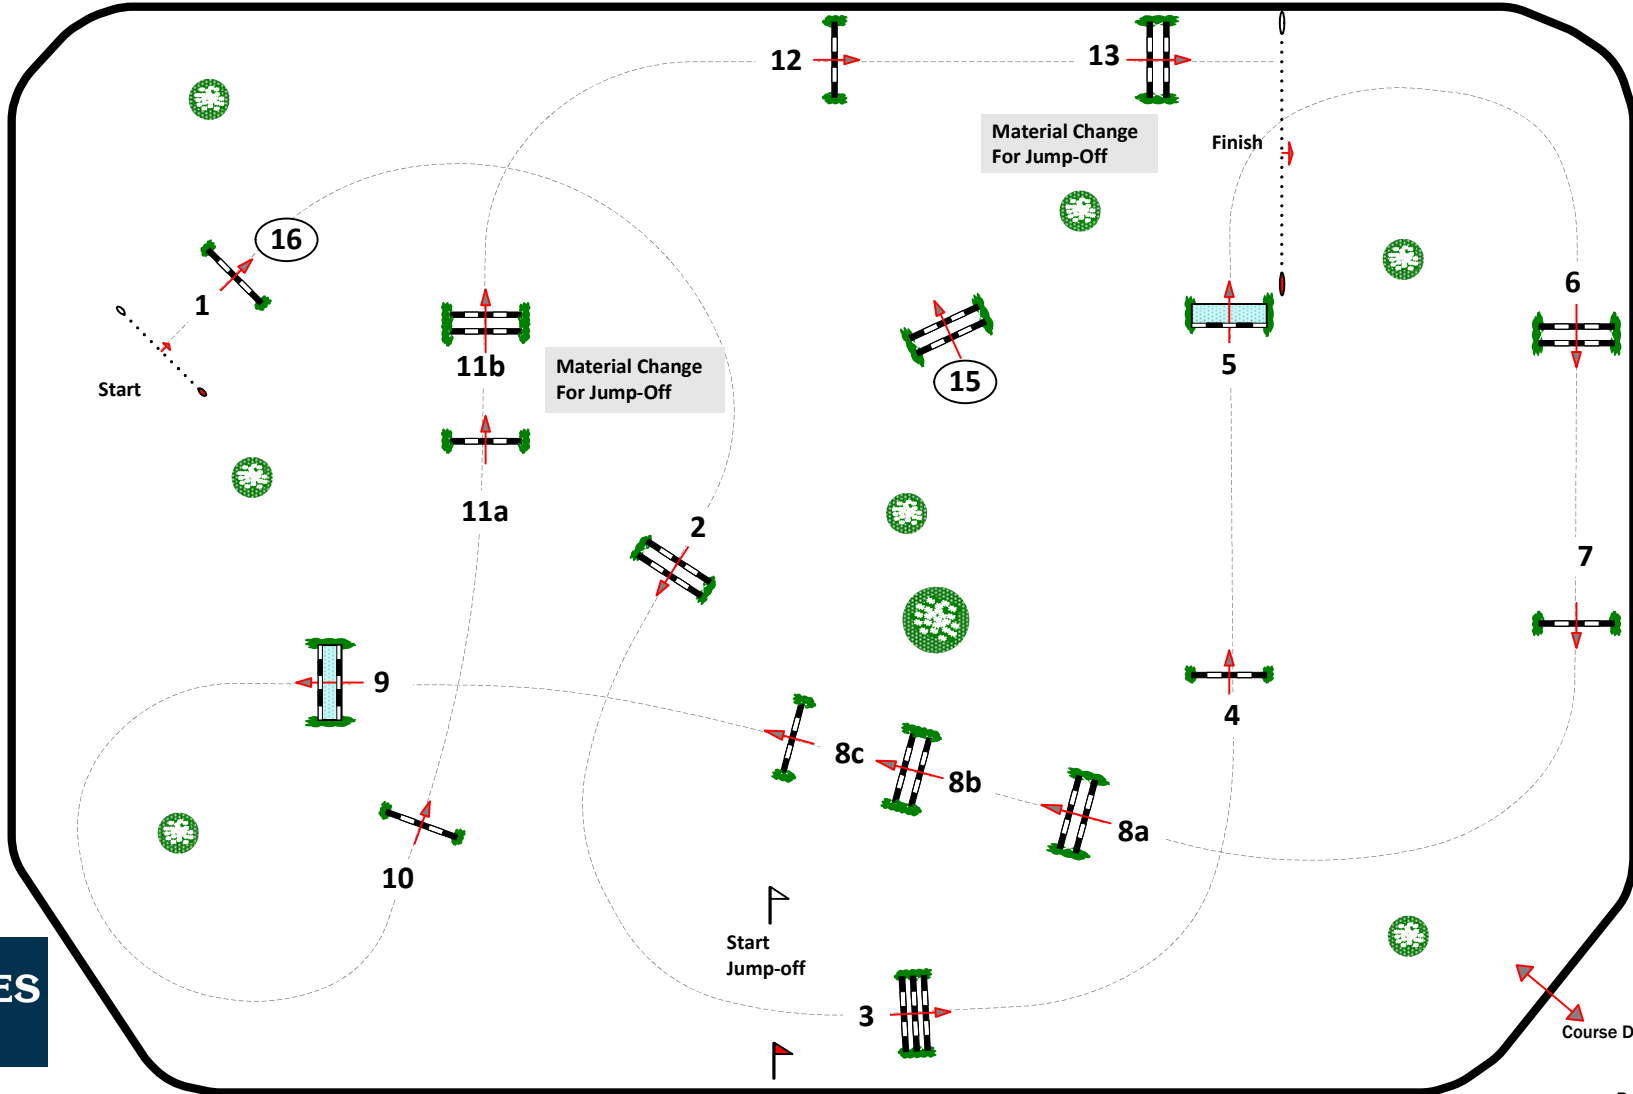 12
13
Material Change
For Jump-Off
Finish
16
1
Start
11b
Material Change
For Jump-Off
15
5
6
11a
2
7
9
4
8c
8b
8a
10
Start
Jump-off
3
ES
Course D